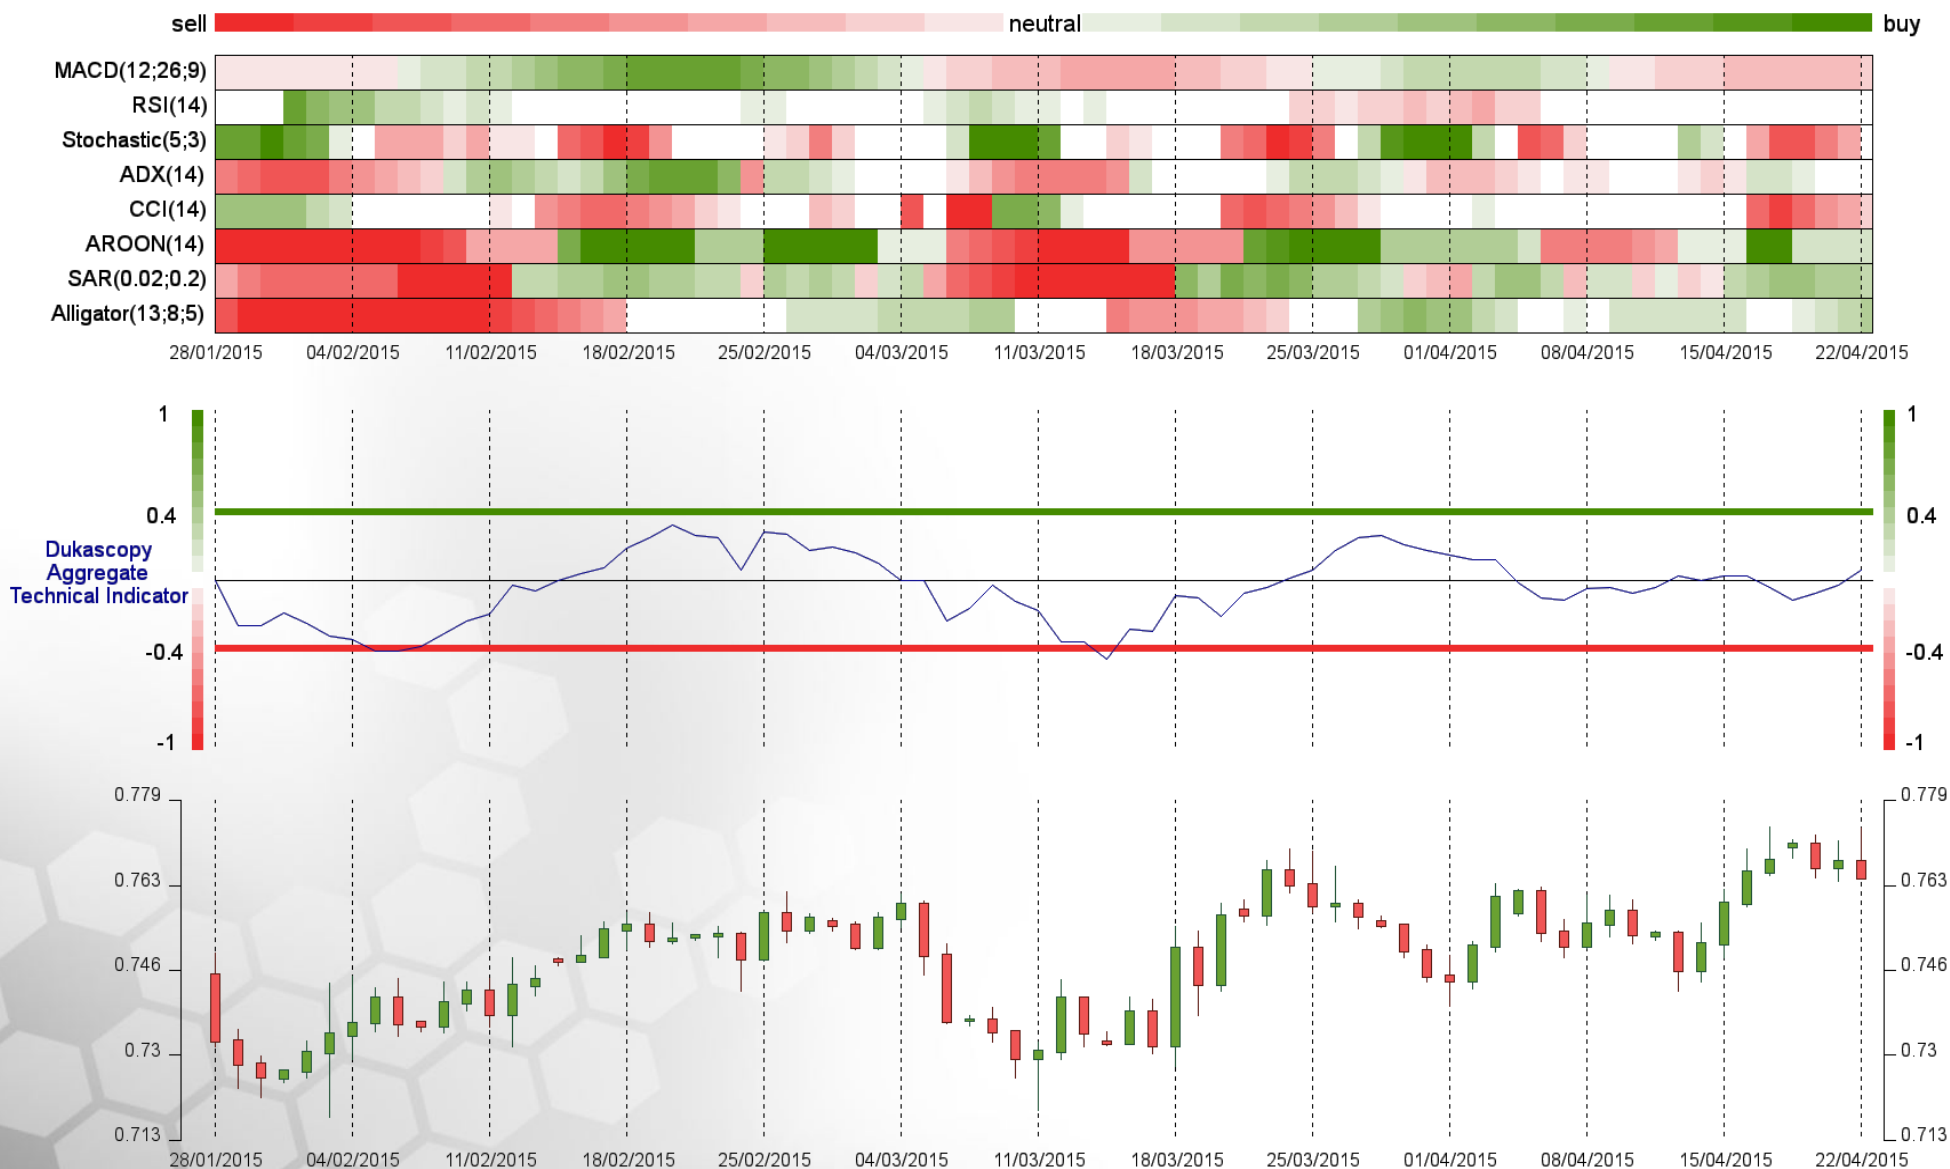 sell neutral buy
MACD(12;26;9)
RSI(14)
Stochastic(5;3)
ADX(14)
CCI(14)
AROON(14)
SAR(0.02;0.2)
Alligator(13;8;5)
28/01/2015 04/02/2015 11/02/2015 18/02/2015 25/02/2015 04/03/2015 11/03/2015 18/03/2015 25/03/2015 01/04/2015 08/04/2015 15/04/2015 22/04/2015
1 1
0.4 0.4
Dukascopy
Aggregate
Technical Indicator
-0.4 -0.4
-1 -1
0.779 0.779
0.763 0.763
0.746 0.746
0.73 0.73
0.713 0.713
28/01/2015 04/02/2015 11/02/2015 18/02/2015 25/02/2015 04/03/2015 11/03/2015 18/03/2015 25/03/2015 01/04/2015 08/04/2015 15/04/2015 22/04/2015